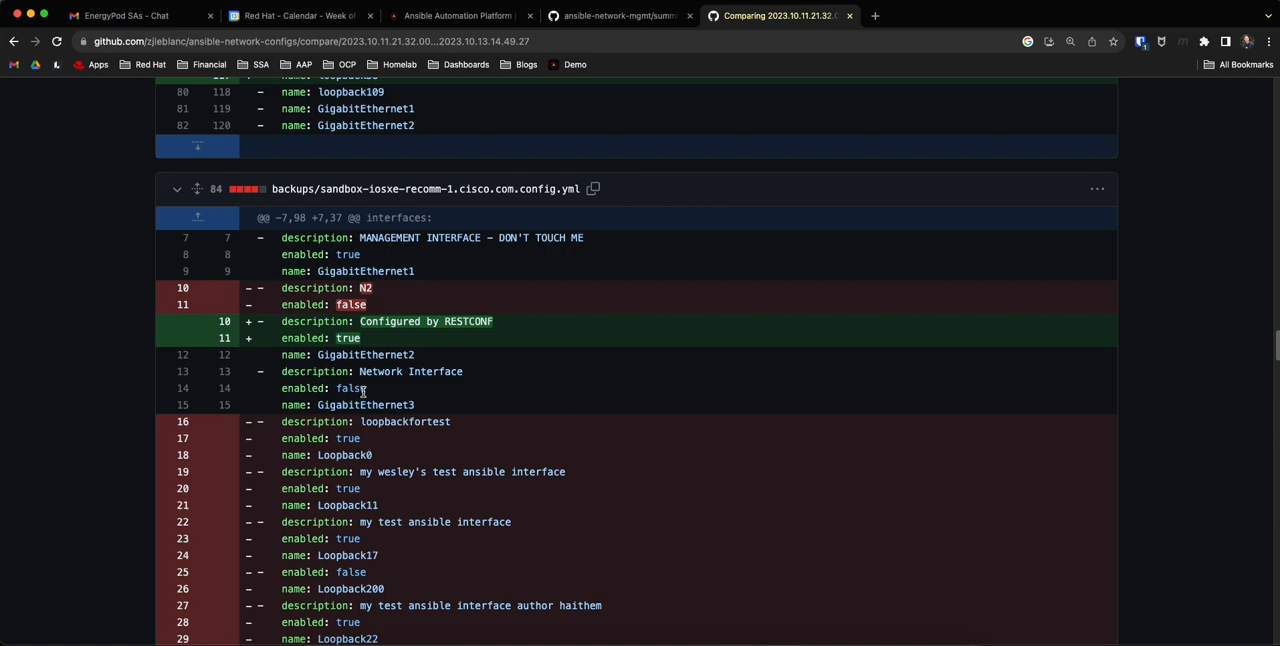 EnergyPod SAs - Chat
Red Hat - Calendar - Week of
Ansible Automation Platform
ansible-network-mgmt/summ
Comparing 2023.10.11.21.32.0
github.com/zjleblanc/ansible-network-configs/compare/2023.10.11.21.32.00...2023.10.13.14.49.27
Apps Red Hat Financial SSA AAP OCP Homelab Dashboards Blogs Demo All Bookmarks
80 118 - name: loopback109
81 119 - name: GigabitEthernet1
82 120 - name: GigabitEthernet2
84 backups/sandbox-iosxe-recomm-1.cisco.com.config.yml
@@ -7,98 +7,37 @@ interfaces:
7 7 - description: MANAGEMENT INTERFACE - DON'T TOUCH ME
8 8 enabled: true
9 9 name: GigabitEthernet1
10 - - description: N2
11 - enabled: false
10 + - description: Configured by RESTCONF
11 + enabled: true
12 12 name: GigabitEthernet2
13 13 - description: Network Interface
14 14 enabled: false
15 15 name: GigabitEthernet3
16 - - description: loopbackfortest
17 - enabled: true
18 - name: Loopback0
19 - - description: my wesley's test ansible interface
20 - enabled: true
21 - name: Loopback11
22 - - description: my test ansible interface
23 - enabled: true
24 - name: Loopback17
25 - - enabled: false
26 - name: Loopback200
27 - - description: my test ansible interface author haithem
28 - enabled: true
29 - name: Loopback22